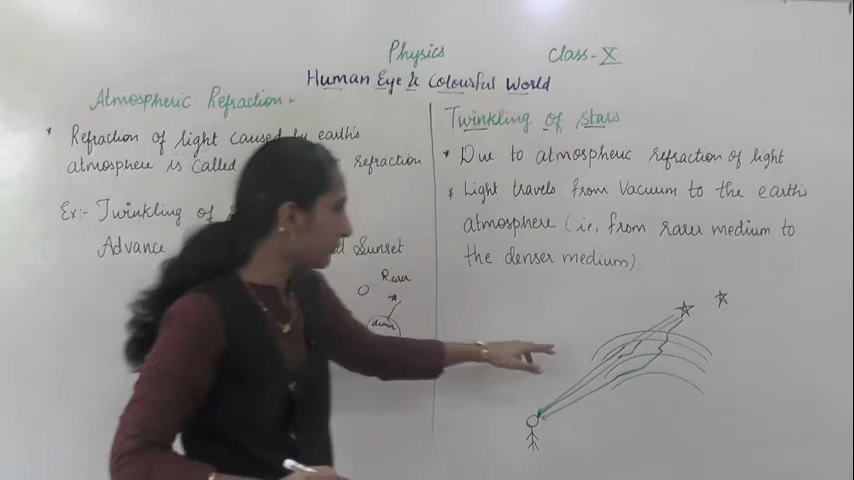 Physics Class-X
Human Eye & Colourful World
Atmospheric Refraction.
* Refraction of light caused by earth's
atmosphere is called refraction
Ex:- Twinkling of
Advance Sunset
Rarer
denser
Twinkling of stars
* Due to atmospheric refraction of light
* Light travels from vacuum to the earth's
atmosphere (ie, from rarer medium to
the denser medium)